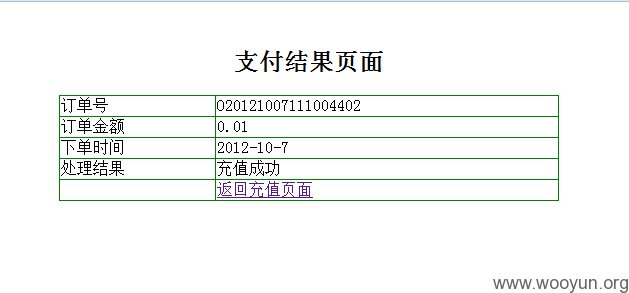 支付结果页面
订单号 020121007111004402
订单金额 0.01
下单时间 2012-10-7
处理结果 充值成功
返回充值页面
www.wooyun.org